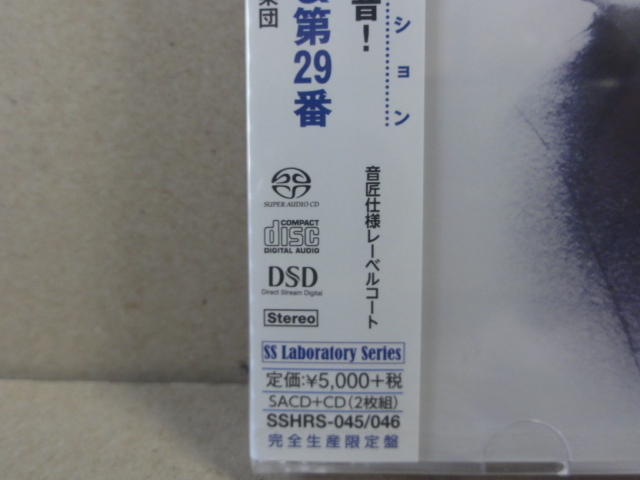 音!
ション
&第29番
団
音匠仕様レーベルコート
SUPER AUDIO CD
COMPACT
disc
DIGITAL AUDIO
DSD
Direct Stream Digital
Stereo
SS Laboratory Series
定価:¥5,000+税
SACD+CD(2枚組)
SSHRS-045/046
完全生産限定盤